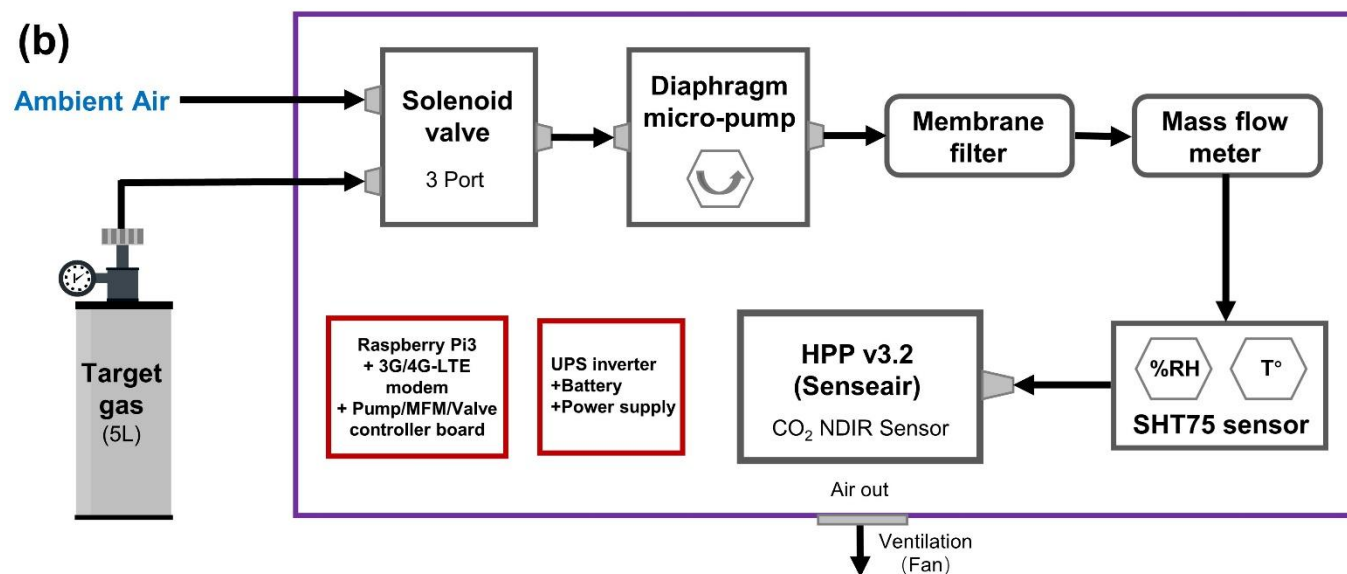 (b)
Ambient Air
Solenoid
valve
3 Port
Diaphragm
micro-pump
Membrane
filter
Mass flow
meter
Target
gas
(5L)
Raspberry Pi3
+ 3G/4G-LTE
modem
+ Pump/MFM/Valve
controller board
UPS inverter
+Battery
+Power supply
HPP v3.2
(Senseair)
CO₂ NDIR Sensor
%RH
T°
SHT75 sensor
Air out
Ventilation
(Fan)